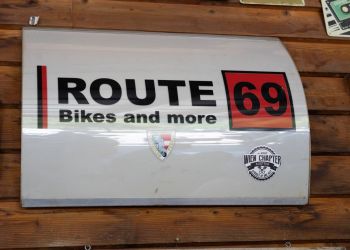 ROUTE 69
Bikes and more
WIEN CHAPTER